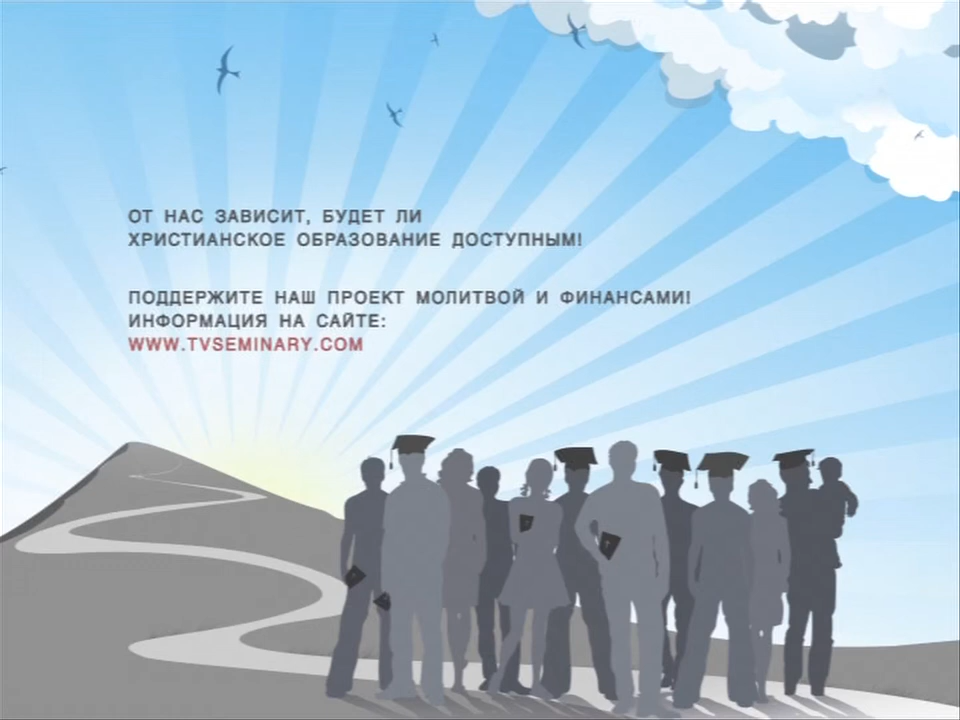 ОТ НАС ЗАВИСИТ, БУДЕТ ЛИ
ХРИСТИАНСКОЕ ОБРАЗОВАНИЕ ДОСТУПНЫМ!
ПОДДЕРЖИТЕ НАШ ПРОЕКТ МОЛИТВОЙ И ФИНАНСАМИ!
ИНФОРМАЦИЯ НА САЙТЕ:
WWW.TVSEMINARY.COM